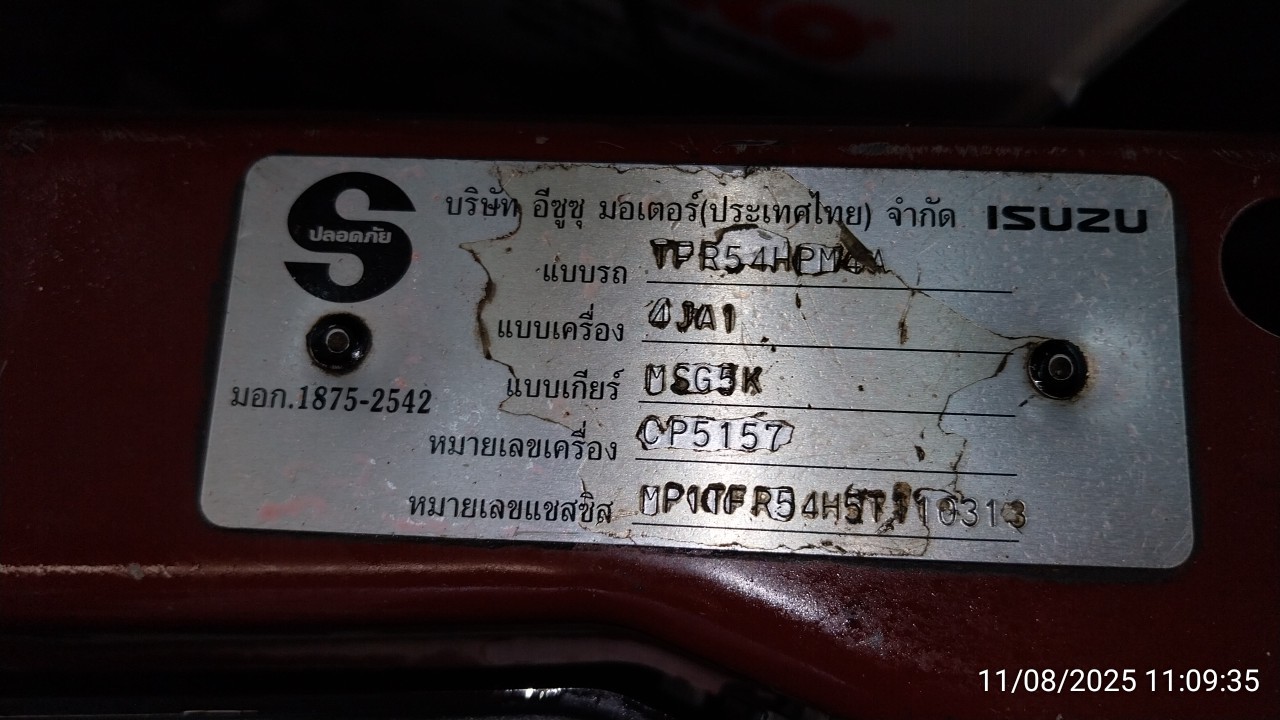 บริษัท อีซูซุ มอเตอร์(ประเทศไทย) จำกัด ISUZU
ปลอดภัย
แบบรถ
แบบเครื่อง 4JA1
แบบเกียร์ MSG5K
มอก.1875-2542
หมายเลขเครื่อง CP5157
หมายเลขแชสซิส
11/08/2025 11:09:35